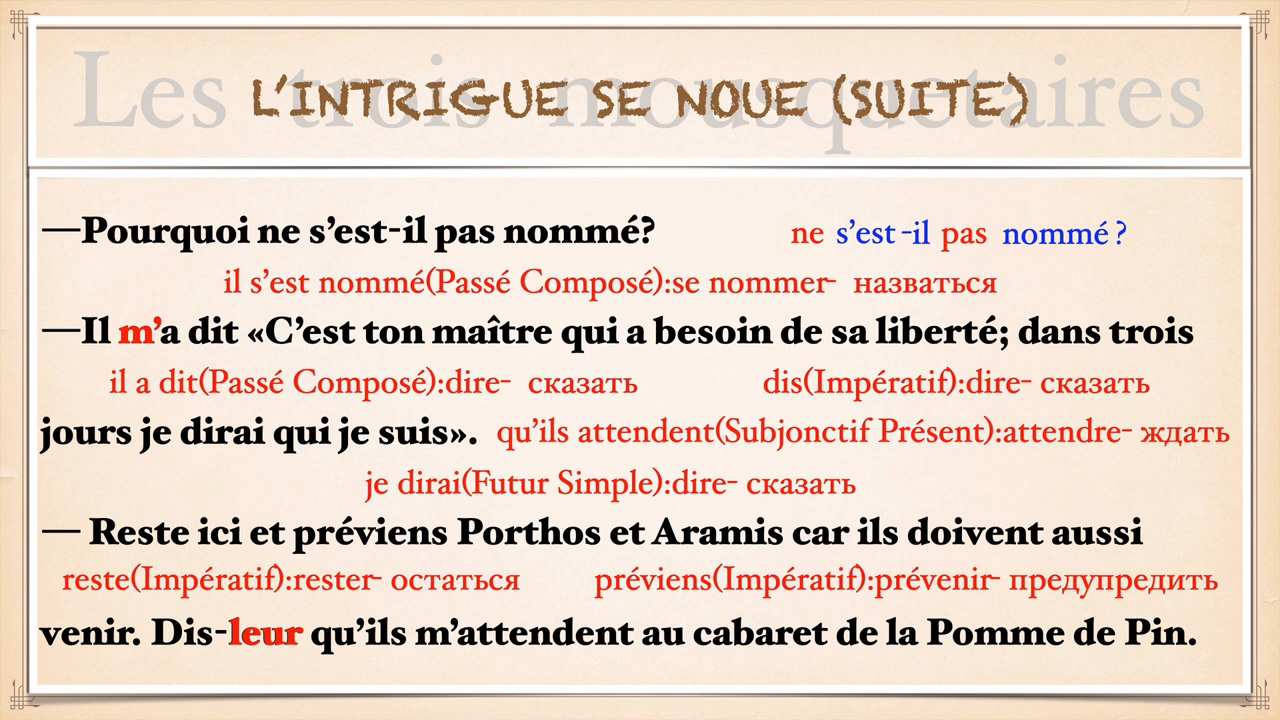 Les trois mousquetaires
L'INTRIGUE SE NOUE (SUITE)
—Pourquoi ne s'est-il pas nommé? ne s'est-il pas nommé?
il s'est nommé(Passé Composé):se nommer- назваться
—Il m'a dit «C'est ton maître qui a besoin de sa liberté; dans trois
il a dit(Passé Composé):dire- сказать dis(Impératif):dire- сказать
jours je dirai qui je suis». qu'ils attendent(Subjonctif Présent):attendre- ждать
je dirai(Futur Simple):dire- сказать
— Reste ici et préviens Porthos et Aramis car ils doivent aussi
reste(Impératif):rester- остаться préviens(Impératif):prévenir- предупредить
venir. Dis-leur qu'ils m'attendent au cabaret de la Pomme de Pin.